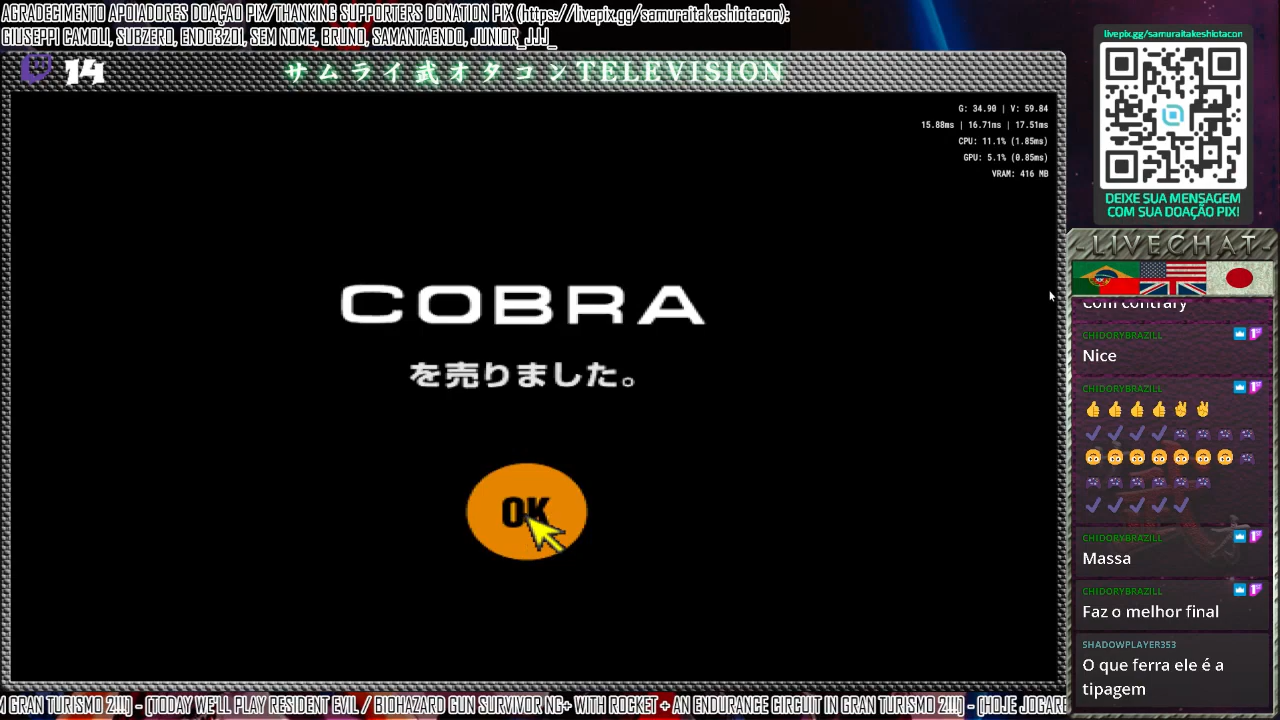 AGRADECIMENTO APOIADORES DOAÇAO PIX/THANKING SUPPORTERS DONATION PIX (https://livepix.gg/samuraitakeshiotacon):
GIUSEPPI CAMOLI, SUBZERO, ENDO3201, SEM NOME, BRUNO, SAMANTAENDO, JUNIOR_JJJ_
14
サムライ武オタコンTELEVISION
G: 34.90 | V: 59.84
15.88ms | 16.71ms | 17.51ms
CPU: 11.1% (1.85ms)
GPU: 5.1% (0.85ms)
VRAM: 416 MB
COBRA
を売りました。
OK
livepix.gg/samuraitakeshiotacon
DEIXE SUA MENSAGEM
COM SUA DOAÇÃO PIX!
-LIVECHAT-
Com contrary
CHIDORYBRAZILL
Nice
CHIDORYBRAZILL
CHIDORYBRAZILL
Massa
CHIDORYBRAZILL
Faz o melhor final
SHADOWPLAYER353
O que ferra ele é a
tipagem
M GRAN TURISMO 2!!!!) - (TODAY WE'LL PLAY RESIDENT EVIL / BIOHAZARD GUN SURVIVOR NG+ WITH ROCKET + AN ENDURANCE CIRCUIT IN GRAN TURISMO 2!!!!) - (HOJE JOGARE